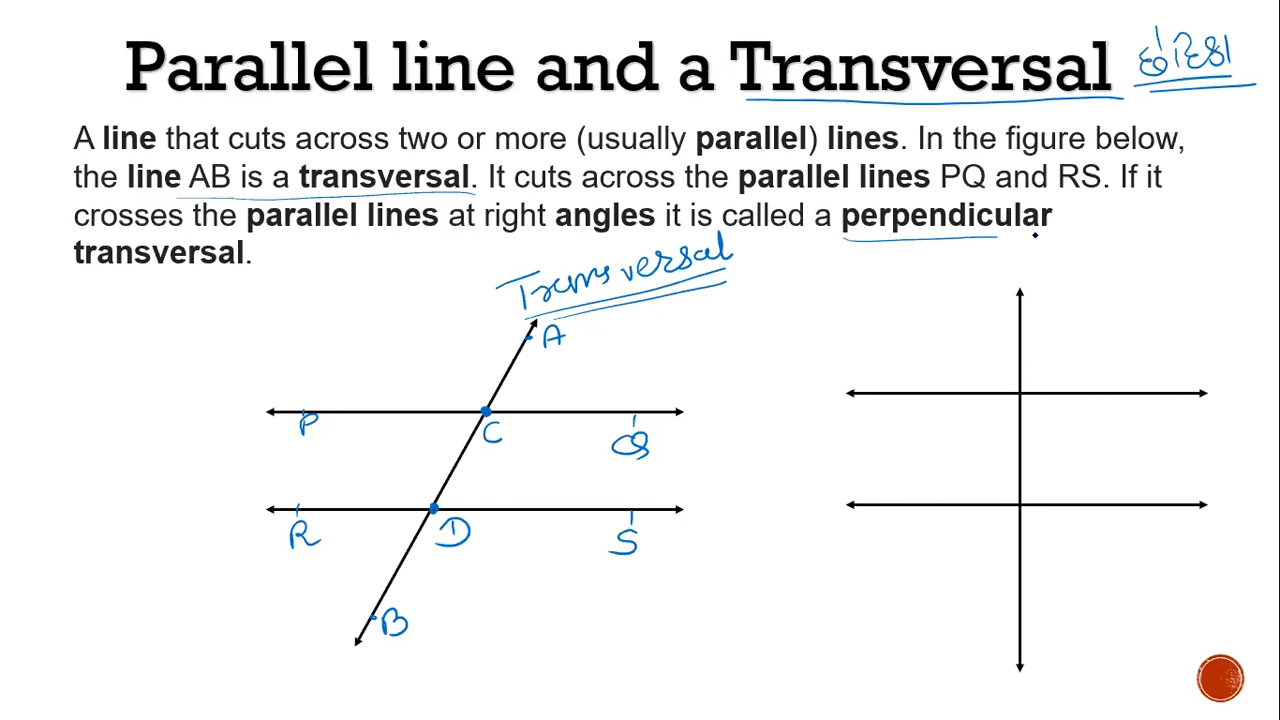 Parallel line and a Transversal
A line that cuts across two or more (usually parallel) lines. In the figure below,
the line AB is a transversal. It cuts across the parallel lines PQ and RS. If it
crosses the parallel lines at right angles it is called a perpendicular
transversal.
Transversal
A
P
C
Q
R
D
S
B